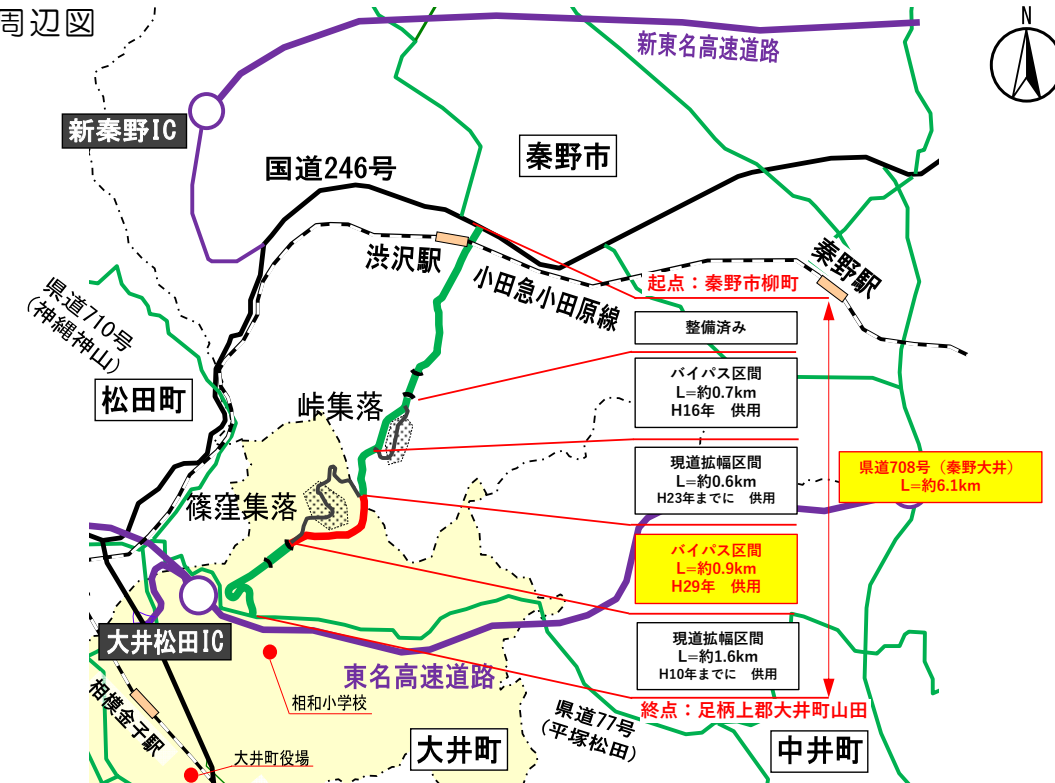 周辺図
N
新東名高速道路
新秦野IC
国道246号
秦野市
渋沢駅
小田急小田原線
秦野駅
起点：秦野市柳町
県道710号
(神縄神山)
整備済み
松田町
バイパス区間
L=約0.7km
H16年　供用
峠集落
現道拡幅区間
L=約0.6km
H23年までに　供用
県道708号（秦野大井）
L=約6.1km
篠窪集落
バイパス区間
L=約0.9km
H29年　供用
大井松田IC
現道拡幅区間
L=約1.6km
H10年までに　供用
東名高速道路
相和小学校
相模金子駅
終点：足柄上郡大井町山田
県道77号
(平塚松田)
大井町
中井町
大井町役場